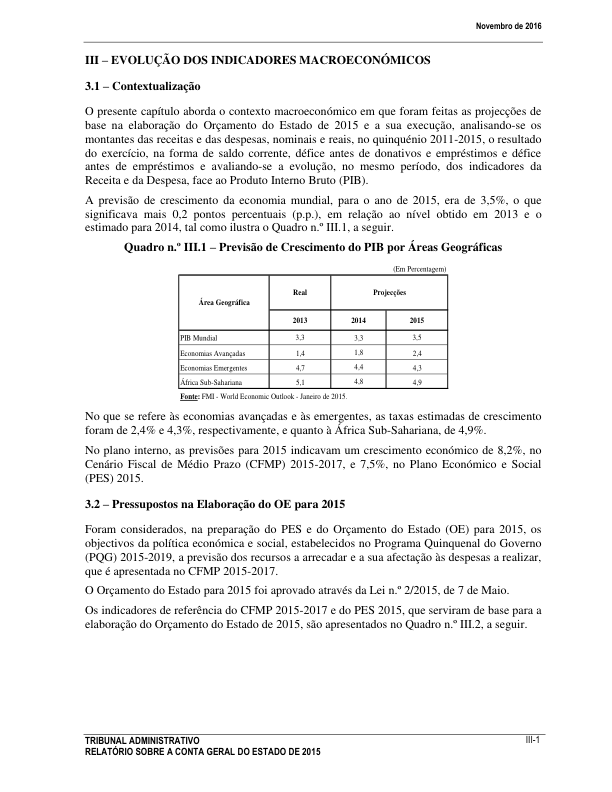 Novembro de 2016
III – EVOLUÇÃO DOS INDICADORES MACROECONÓMICOS
3.1 – Contextualização
O presente capítulo aborda o contexto macroeconómico em que foram feitas as projecções de
base na elaboração do Orçamento do Estado de 2015 e a sua execução, analisando-se os
montantes das receitas e das despesas, nominais e reais, no quinquénio 2011-2015, o resultado
do exercício, na forma de saldo corrente, défice antes de donativos e empréstimos e défice
antes de empréstimos e avaliando-se a evolução, no mesmo período, dos indicadores da
Receita e da Despesa, face ao Produto Interno Bruto (PIB).
A previsão de crescimento da economia mundial, para o ano de 2015, era de 3,5%, o que
significava mais 0,2 pontos percentuais (p.p.), em relação ao nível obtido em 2013 e o
estimado para 2014, tal como ilustra o Quadro n.º III.1, a seguir.
Quadro n.º III.1 – Previsão de Crescimento do PIB por Áreas Geográficas
(Em Percentagem)
Área Geográfica Real Projecções
2013 2014 2015
PIB Mundial 3,3 3,3 3,5
Economias Avançadas 1,4 1,8 2,4
Economias Emergentes 4,7 4,4 4,3
África Sub-Sahariana 5,1 4,8 4,9
Fonte: FMI - World Economic Outlook - Janeiro de 2015.
No que se refere às economias avançadas e às emergentes, as taxas estimadas de crescimento
foram de 2,4% e 4,3%, respectivamente, e quanto à África Sub-Sahariana, de 4,9%.
No plano interno, as previsões para 2015 indicavam um crescimento económico de 8,2%, no
Cenário Fiscal de Médio Prazo (CFMP) 2015-2017, e 7,5%, no Plano Económico e Social
(PES) 2015.
3.2 – Pressupostos na Elaboração do OE para 2015
Foram considerados, na preparação do PES e do Orçamento do Estado (OE) para 2015, os
objectivos da política económica e social, estabelecidos no Programa Quinquenal do Governo
(PQG) 2015-2019, a previsão dos recursos a arrecadar e a sua afectação às despesas a realizar,
que é apresentada no CFMP 2015-2017.
O Orçamento do Estado para 2015 foi aprovado através da Lei n.º 2/2015, de 7 de Maio.
Os indicadores de referência do CFMP 2015-2017 e do PES 2015, que serviram de base para a
elaboração do Orçamento do Estado de 2015, são apresentados no Quadro n.º III.2, a seguir.
TRIBUNAL ADMINISTRATIVO III-1
RELATÓRIO SOBRE A CONTA GERAL DO ESTADO DE 2015